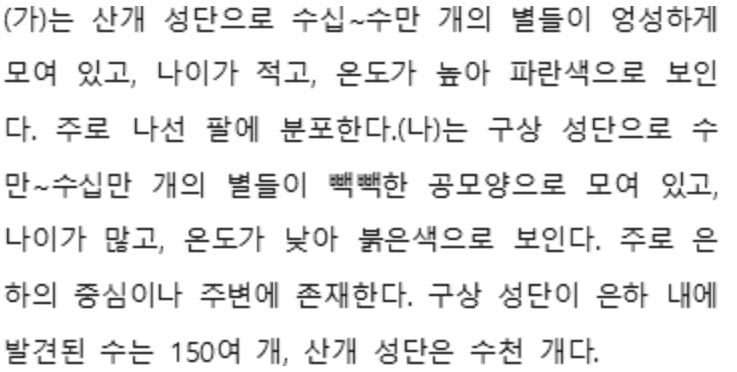 (가)는 산개 성단으로 수십~수만 개의 별들이 엉성하게
모여 있고, 나이가 적고, 온도가 높아 파란색으로 보인
다. 주로 나선 팔에 분포한다.(나)는 구상 성단으로 수
만~수십만 개의 별들이 빽빽한 공모양으로 모여 있고,
나이가 많고, 온도가 낮아 붉은색으로 보인다. 주로 은
하의 중심이나 주변에 존재한다. 구상 성단이 은하 내에
발견된 수는 150여 개, 산개 성단은 수천 개다.